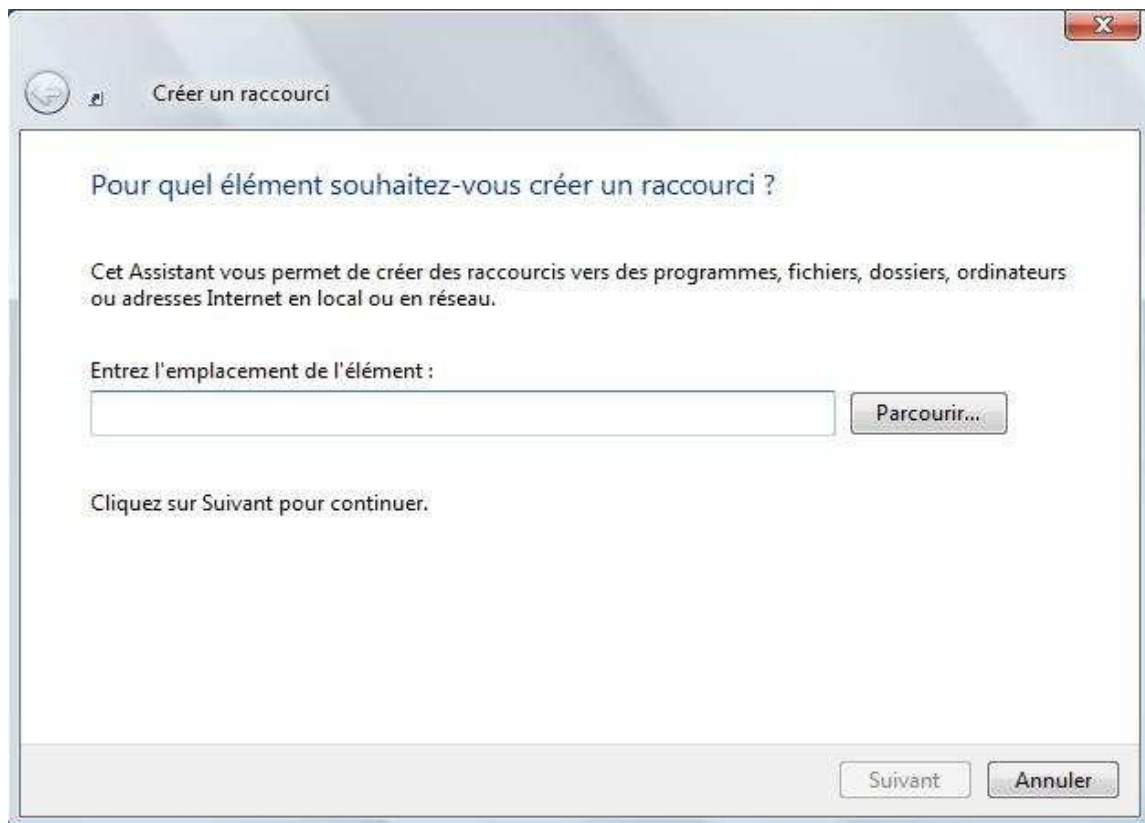 Créer un raccourci
Pour quel élément souhaitez-vous créer un raccourci ?
Cet Assistant vous permet de créer des raccourcis vers des programmes, fichiers, dossiers, ordinateurs
ou adresses Internet en local ou en réseau.
Entrez l'emplacement de l'élément :
Parcourir...
Cliquez sur Suivant pour continuer.
Suivant
Annuler